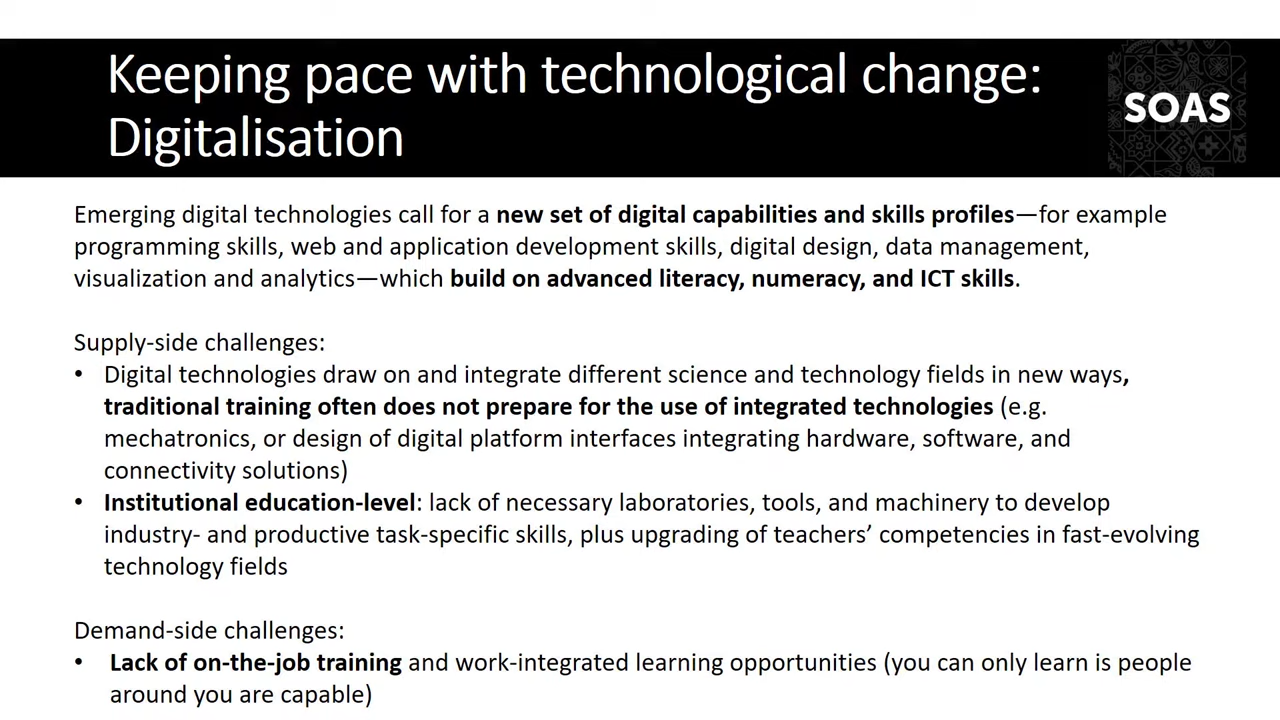 Keeping pace with technological change:
Digitalisation
SOAS
Emerging digital technologies call for a new set of digital capabilities and skills profiles—for example
programming skills, web and application development skills, digital design, data management,
visualization and analytics—which build on advanced literacy, numeracy, and ICT skills.
Supply-side challenges:
• Digital technologies draw on and integrate different science and technology fields in new ways,
traditional training often does not prepare for the use of integrated technologies (e.g.
mechatronics, or design of digital platform interfaces integrating hardware, software, and
connectivity solutions)
• Institutional education-level: lack of necessary laboratories, tools, and machinery to develop
industry- and productive task-specific skills, plus upgrading of teachers’ competencies in fast-evolving
technology fields
Demand-side challenges:
• Lack of on-the-job training and work-integrated learning opportunities (you can only learn is people
around you are capable)